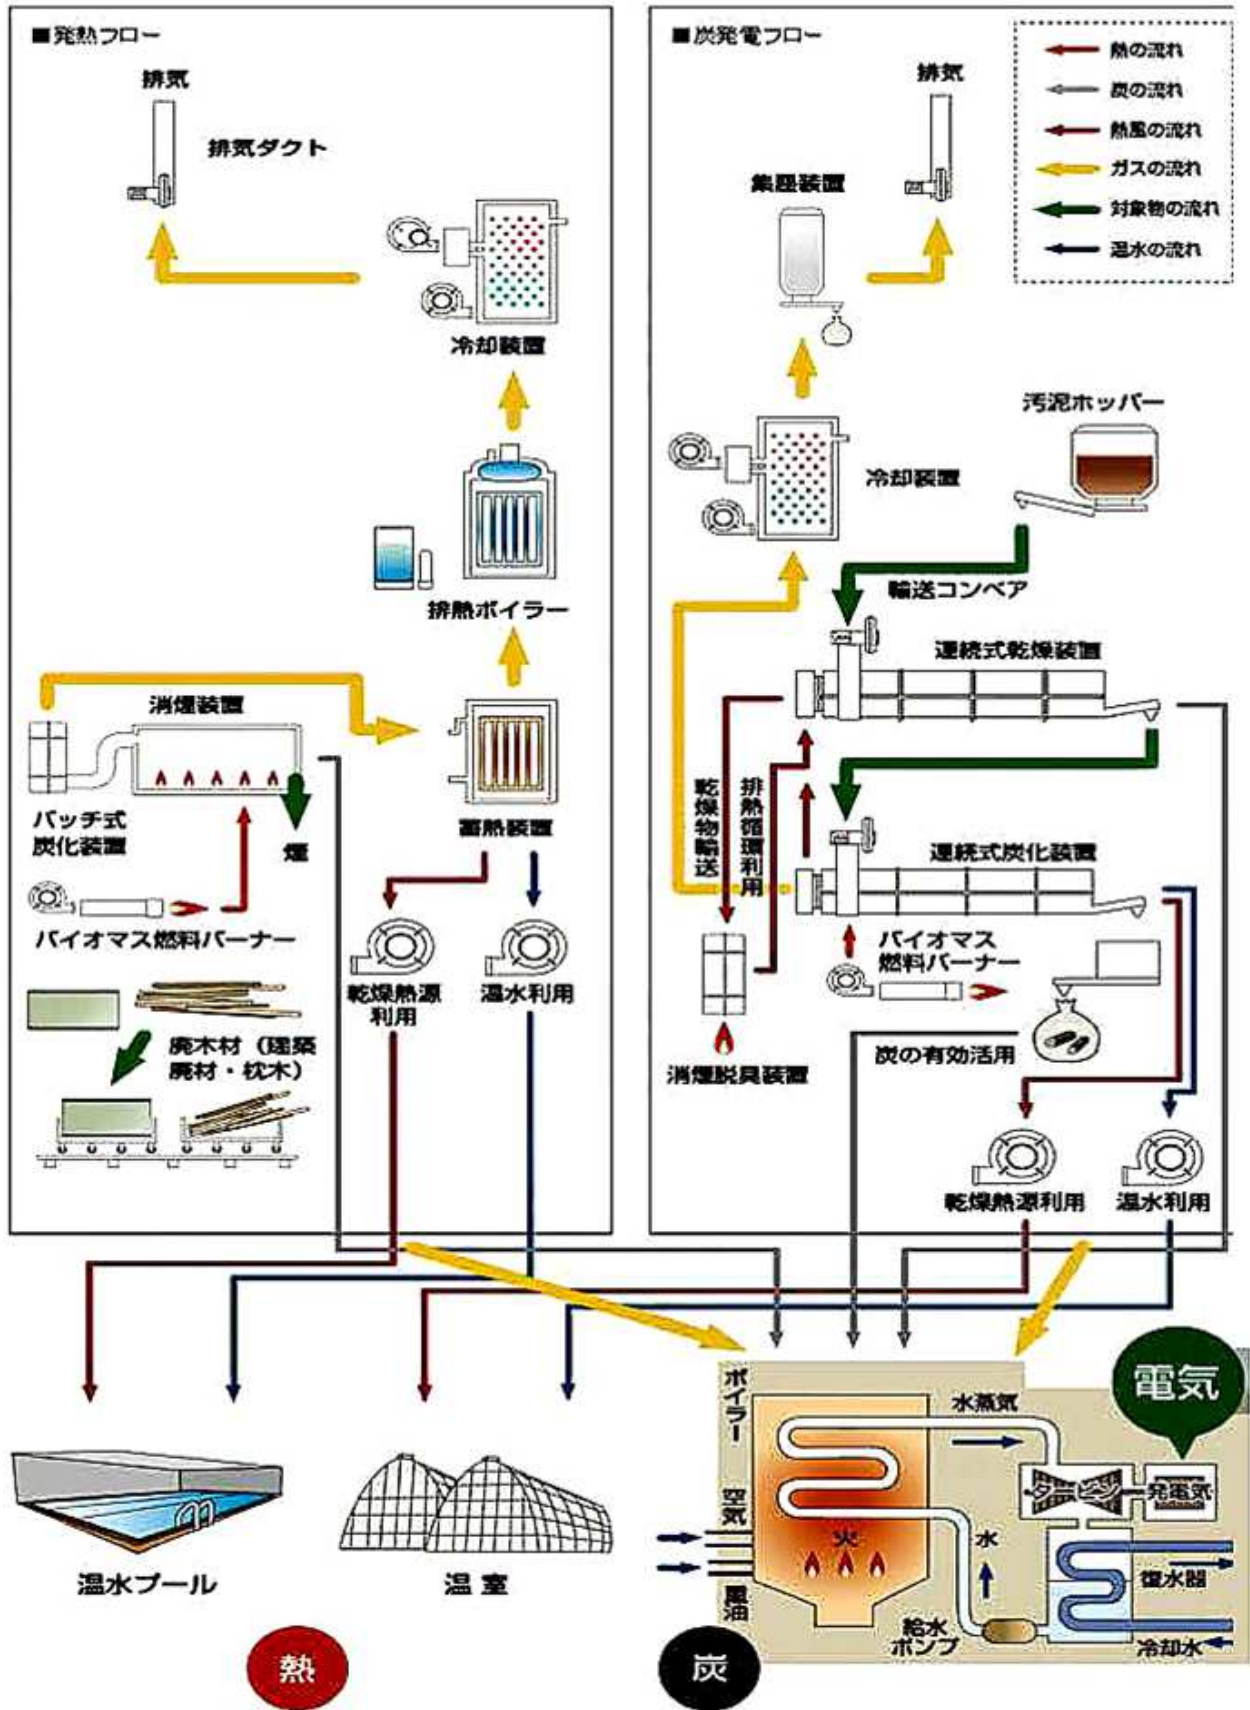 ■発熱フロー
排気
排気ダクト
冷却装置
排熱ボイラー
消煙装置
バッチ式
炭化装置
煙
蓄熱装置
バイオマス燃料バーナー
乾燥熱源
利用
温水利用
廃木材（建築
廃材・枕木）
■炭発電フロー
排気
熱の流れ
炭の流れ
熱風の流れ
ガスの流れ
対象物の流れ
温水の流れ
集塵装置
汚泥ホッパー
冷却装置
輸送コンベア
連続式乾燥装置
乾燥物輸送
排熱循環利用
連続式炭化装置
バイオマス
燃料バーナー
消煙脱臭装置
炭の有効活用
乾燥熱源利用
温水利用
温水プール
温室
熱
炭
電気
ボイラー
水蒸気
タービン
発電気
空気
火
水
復水器
給水
ポンプ
冷却水